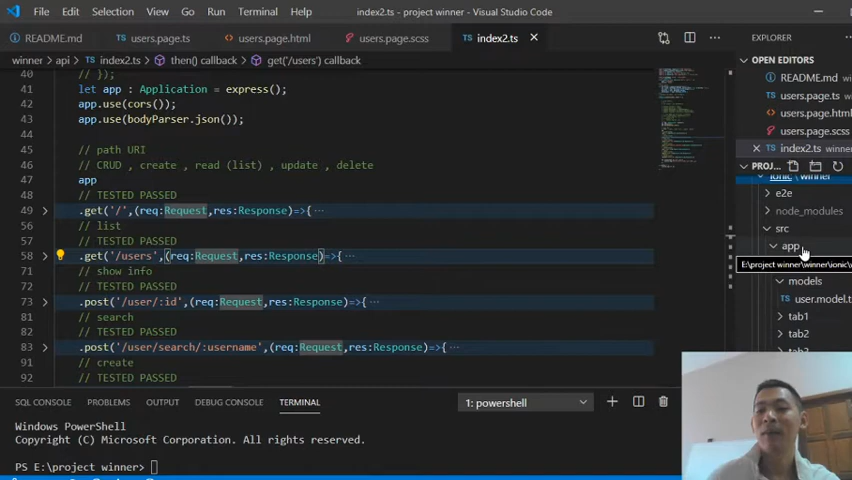 File Edit Selection View Go Run Terminal Help index2.ts - project winner - Visual Studio Code
README.md TS users.page.ts users.page.html users.page.scss TS index2.ts
winner > api > TS index2.ts > then() callback > get('/users') callback
EXPLORER
OPEN EDITORS
README.md
TS users.page.ts
users.page.html
users.page.scss
TS index2.ts winner
PROJ...
ionic \ winner
e2e
node_modules
src
app
E:\project winner\winner\ionic\
models
TS user.model.t
tab1
tab2
40 // });
41 let app : Application = express();
42 app.use(cors());
43 app.use(bodyParser.json());
44
45 // path URI
46 // CRUD , create , read (list) , update , delete
47 app
48 // TESTED PASSED
49 .get('/',(req:Request,res:Response)=>{ ...
56 // list
57 // TESTED PASSED
58 .get('/users',(req:Request,res:Response)=>{ ...
71 // show info
72 // TESTED PASSED
73 .post('/user/:id',(req:Request,res:Response)=>{ ...
81 // search
82 // TESTED PASSED
83 .post('/user/search/:username',(req:Request,res:Response)=>{ ...
91 // create
92 // TESTED PASSED
SQL CONSOLE PROBLEMS OUTPUT DEBUG CONSOLE TERMINAL 1: powershell
Windows PowerShell
Copyright (C) Microsoft Corporation. All rights reserved.
PS E:\project winner>